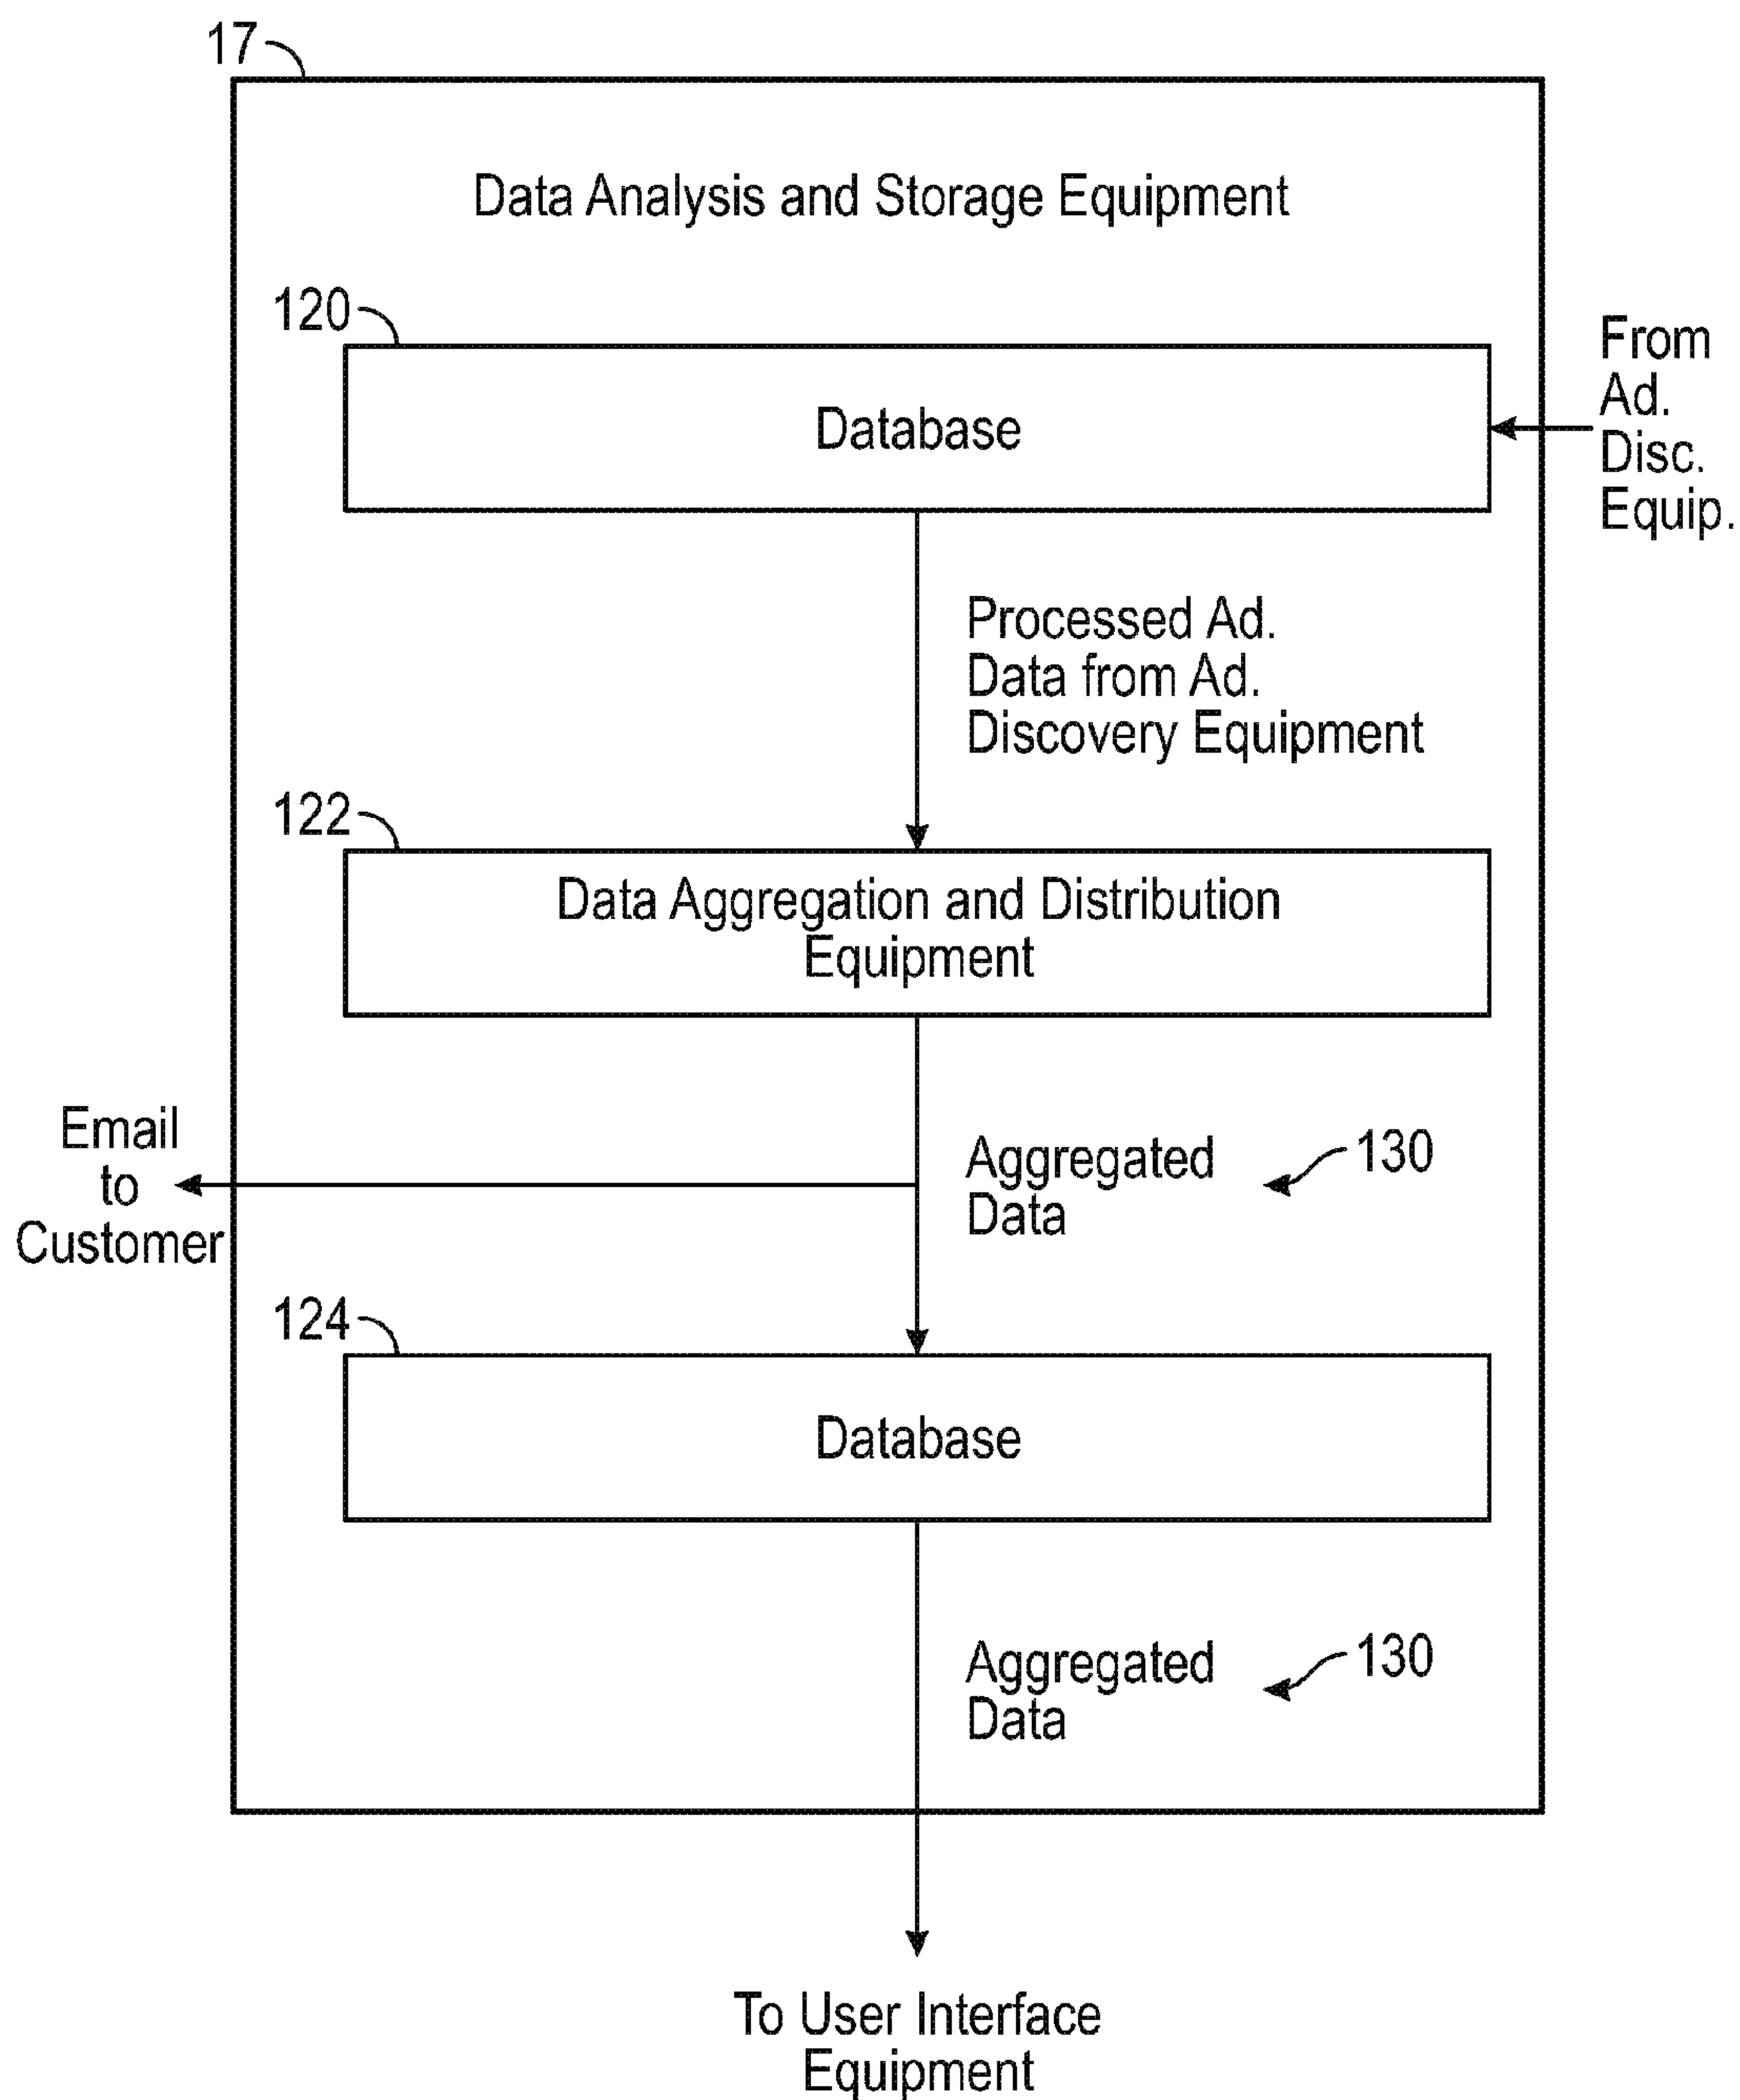 17
Data Analysis and Storage Equipment
120
From
Ad.
Disc.
Equip.
Database
Processed Ad.
Data from Ad.
Discovery Equipment
122
Data Aggregation and Distribution
Equipment
Email
to
Customer
Aggregated
Data
130
124
Database
Aggregated
Data
130
To User Interface
Equipment